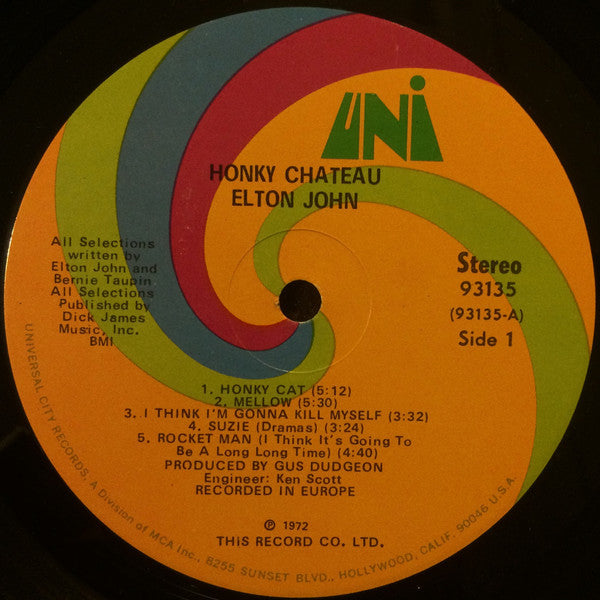 UNi
HONKY CHATEAU
ELTON JOHN
All Selections
written by
Elton John and
Bernie Taupin
All Selections
Published by
Dick James
Music, Inc.
BMI
Stereo
93135
(93135-A)
Side 1
1. HONKY CAT (5:12)
2. MELLOW (5:30)
3. I THINK I'M GONNA KILL MYSELF (3:32)
4. SUZIE (Dramas) (3:24)
5. ROCKET MAN (I Think It's Going To
Be A Long Long Time) (4:40)
PRODUCED BY GUS DUDGEON
Engineer: Ken Scott
RECORDED IN EUROPE
℗ 1972
THiS RECORD CO. LTD.
UNIVERSAL CITY RECORDS, A Division of MCA Inc., 8255 SUNSET BLVD., HOLLYWOOD, CALIF. 90046 U.S.A.